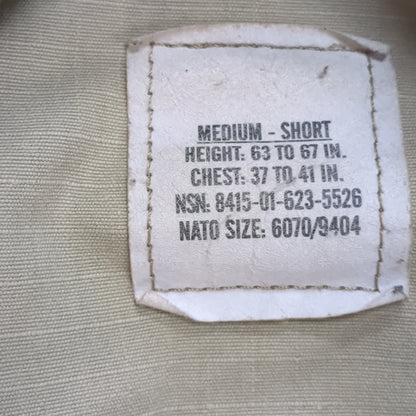 MEDIUM - SHORT
HEIGHT: 63 TO 67 IN.
CHEST: 37 TO 41 IN.
NSN: 8415-01-623-5526
NATO SIZE: 6070/9404